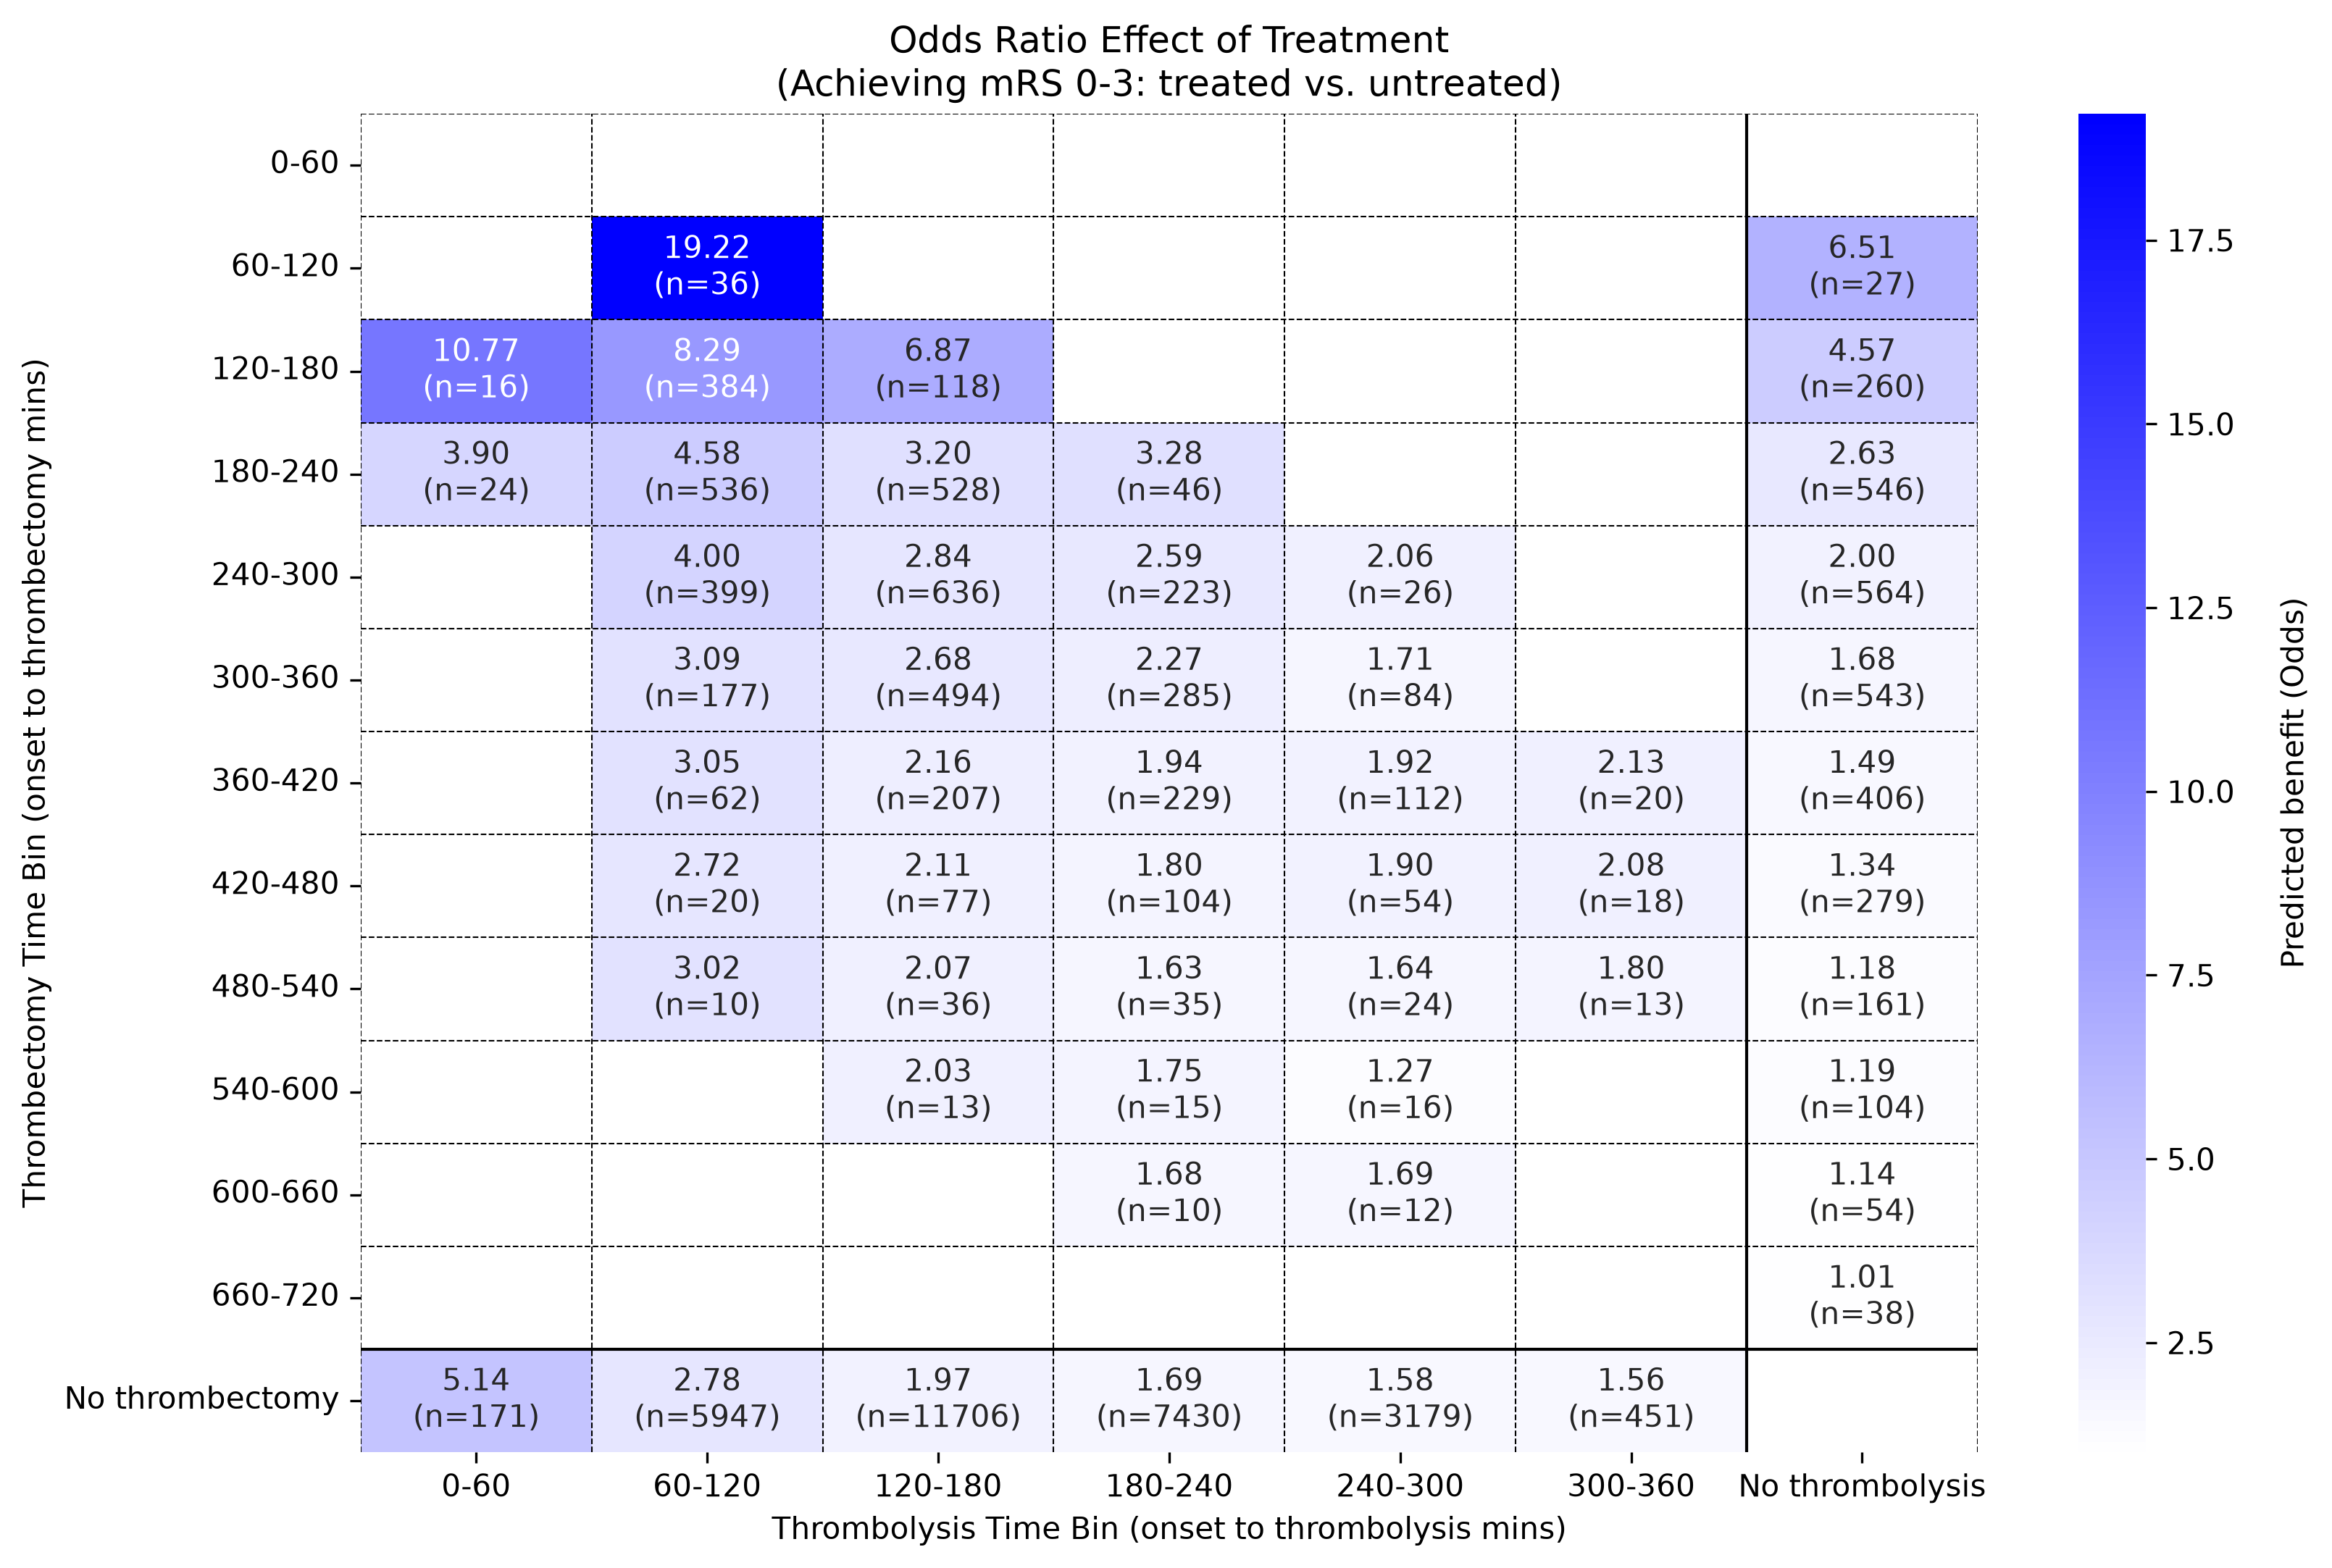 Odds Ratio Effect of Treatment
(Achieving mRS 0-3: treated vs. untreated)
Thrombectomy Time Bin (onset to thrombectomy mins)
0-60
60-120
19.22
(n=36)
6.51
(n=27)
120-180
10.77
(n=16)
8.29
(n=384)
6.87
(n=118)
4.57
(n=260)
180-240
3.90
(n=24)
4.58
(n=536)
3.20
(n=528)
3.28
(n=46)
2.63
(n=546)
240-300
4.00
(n=399)
2.84
(n=636)
2.59
(n=223)
2.06
(n=26)
2.00
(n=564)
300-360
3.09
(n=177)
2.68
(n=494)
2.27
(n=285)
1.71
(n=84)
1.68
(n=543)
360-420
3.05
(n=62)
2.16
(n=207)
1.94
(n=229)
1.92
(n=112)
2.13
(n=20)
1.49
(n=406)
420-480
2.72
(n=20)
2.11
(n=77)
1.80
(n=104)
1.90
(n=54)
2.08
(n=18)
1.34
(n=279)
480-540
3.02
(n=10)
2.07
(n=36)
1.63
(n=35)
1.64
(n=24)
1.80
(n=13)
1.18
(n=161)
540-600
2.03
(n=13)
1.75
(n=15)
1.27
(n=16)
1.19
(n=104)
600-660
1.68
(n=10)
1.69
(n=12)
1.14
(n=54)
660-720
1.01
(n=38)
No thrombectomy
5.14
(n=171)
2.78
(n=5947)
1.97
(n=11706)
1.69
(n=7430)
1.58
(n=3179)
1.56
(n=451)
0-60
60-120
120-180
180-240
240-300
300-360
No thrombolysis
Thrombolysis Time Bin (onset to thrombolysis mins)
17.5
15.0
12.5
10.0
7.5
5.0
2.5
Predicted benefit (Odds)